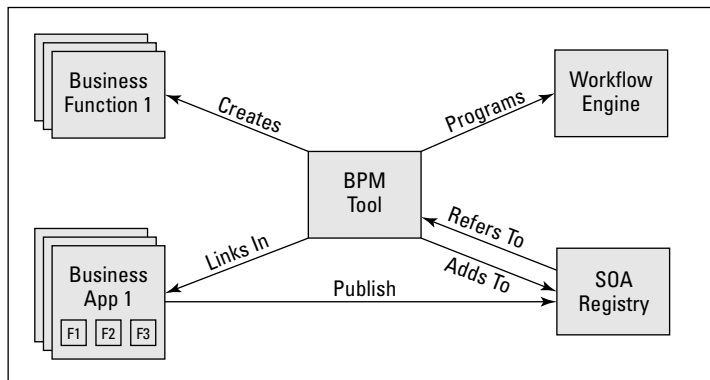 Business
Function 1
Creates
Programs
Workflow
Engine
BPM
Tool
Links In
Refers To
Adds To
Business
App 1
F1 F2 F3
Publish
SOA
Registry